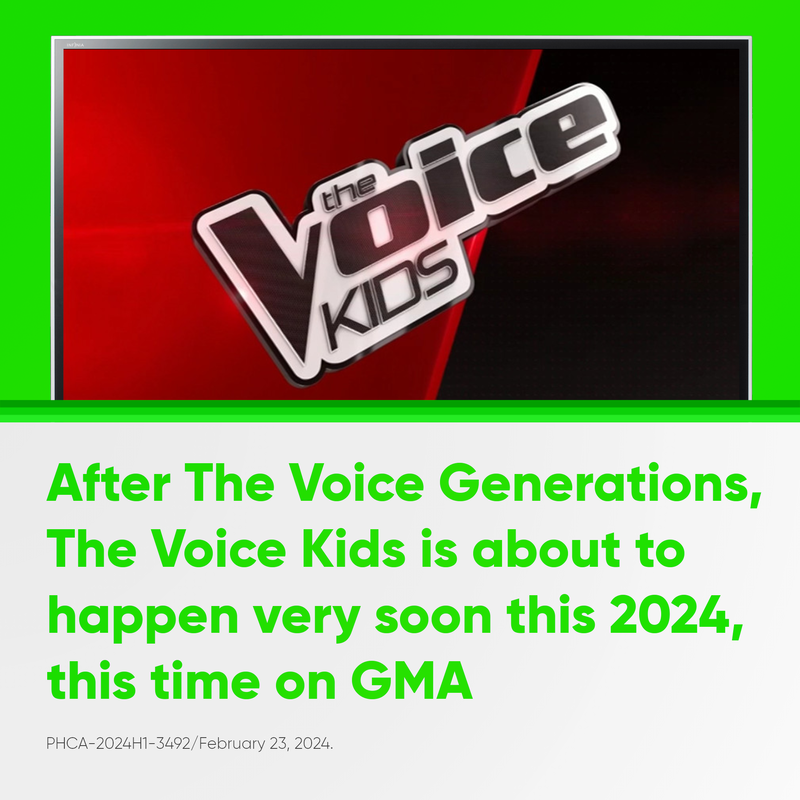 the
Voice
KIDS
After The Voice Generations,
The Voice Kids is about to
happen very soon this 2024,
this time on GMA
PHCA-2024H1-3492/February 23, 2024.